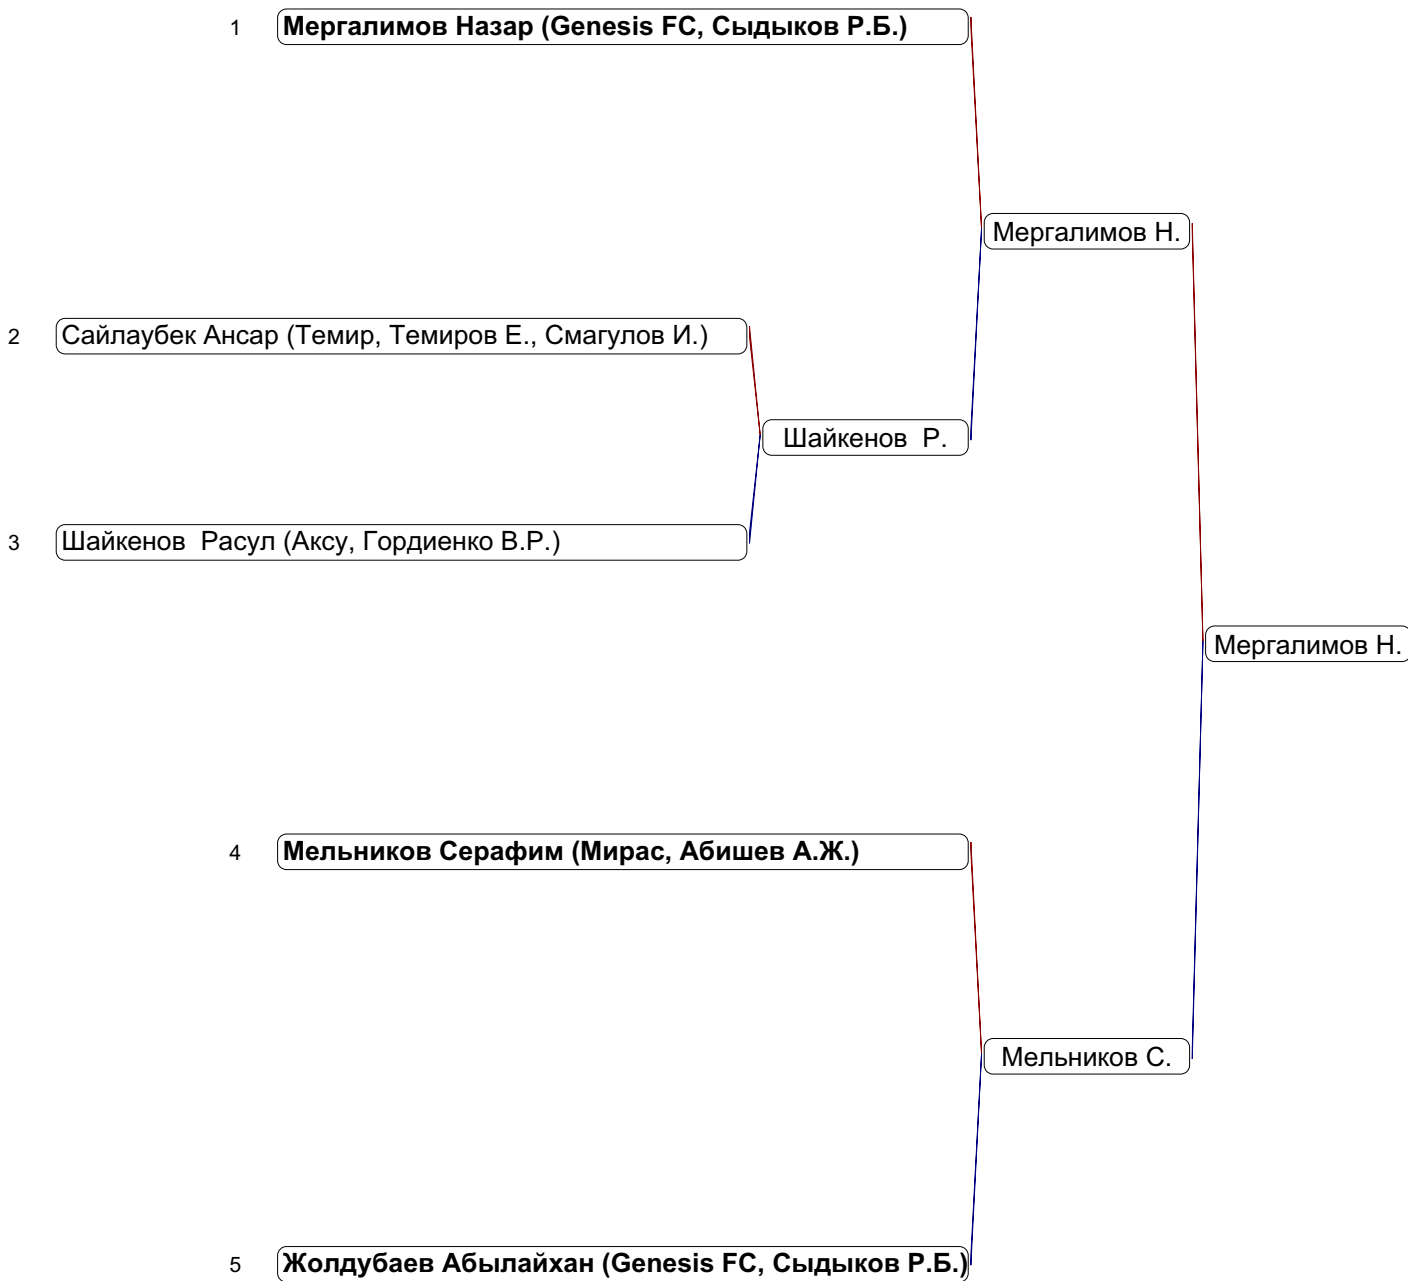 1 Мергалимов Назар (Genesis FC, Сыдыков Р.Б.)
Мергалимов Н.
2 Сайлаубек Ансар (Темир, Темиров Е., Смагулов И.)
Шайкенов Р.
3 Шайкенов Расул (Аксу, Гордиенко В.Р.)
Мергалимов Н.
4 Мельников Серафим (Мирас, Абишев А.Ж.)
Мельников С.
5 Жолдубаев Абылайхан (Genesis FC, Сыдыков Р.Б.)